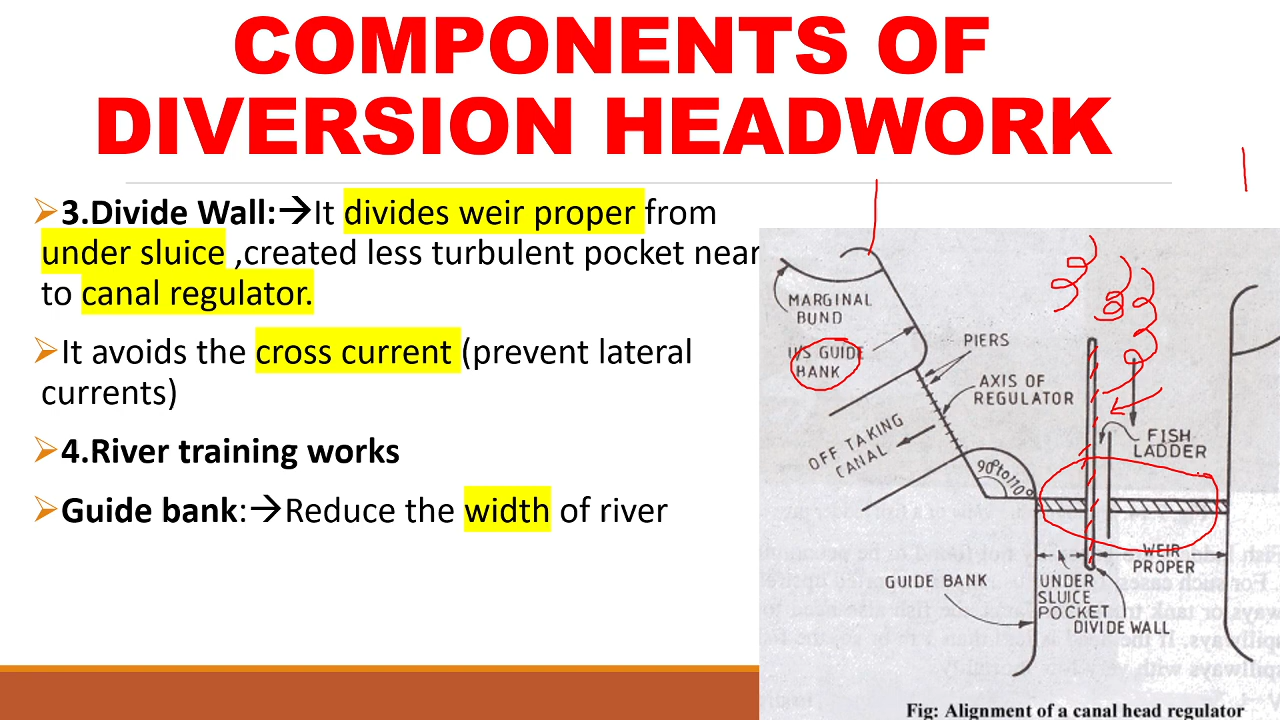 COMPONENTS OF
DIVERSION HEADWORK
3.Divide Wall:→It divides weir proper from
under sluice ,created less turbulent pocket near
to canal regulator.
It avoids the cross current (prevent lateral
currents)
4.River training works
Guide bank:→Reduce the width of river
MARGINAL
BUND
U/S GUIDE
BANK
PIERS
AXIS OF
REGULATOR
OFF TAKING
CANAL
90° to 110°
FISH
LADDER
WEIR
PROPER
GUIDE BANK
UNDER
SLUICE
POCKET
DIVIDE WALL
Fig: Alignment of a canal head regulator